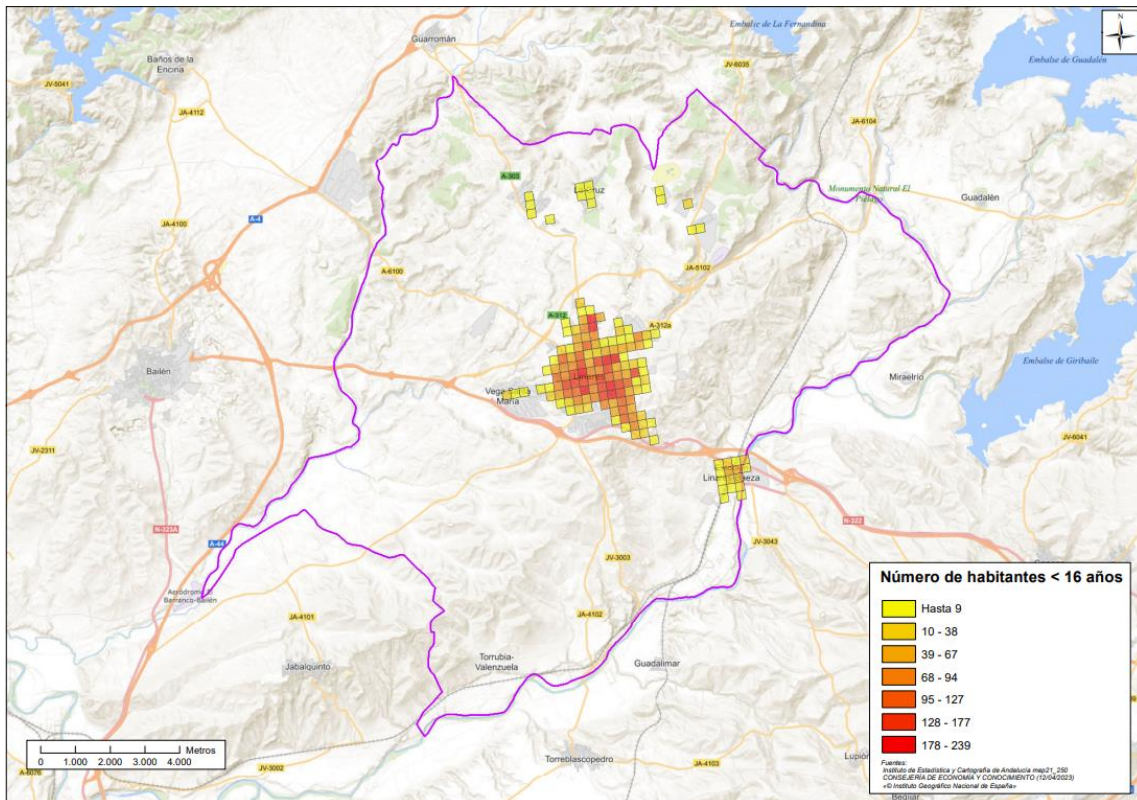 Guarromán
Embalse de La Fernandina
Baños de la
Encina
JV-6035
Embalse de Guadalén
JV-5041
JA-4112
JA-6104
A-303
Monumento Natural El
Guadalén
JA-4100
A-4
A-6100
JA-5102
A-312
A-312a
Embalse de Giribaile
Bailén
Miraelrío
Vega
María
JV-2311
JV-6041
N-322
N-323A
A-44
JV-3003
JV-3043
Barranco-Bailén
JA-4101
JA-4102
Jabalquinto
Torrubia-
Valenzuela
Guadalimar
0 1.000 2.000 3.000 4.000
Metros
A-6076
JV-3002
Torreblascopedro
JA-4103
Lupión
Número de habitantes < 16 años
Hasta 9
10 - 38
39 - 67
68 - 94
95 - 127
128 - 177
178 - 239
Fuentes:
Instituto de Estadística y Cartografía de Andalucía mep21_250
CONSEJERÍA DE ECONOMÍA Y CONOCIMIENTO (12/04/2023)
«© Instituto Geográfico Nacional de España»